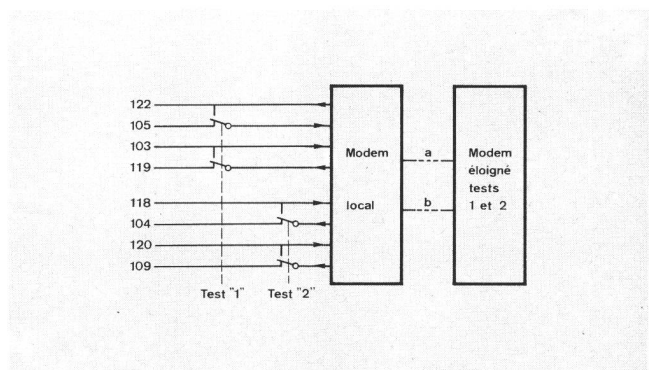 122
105
103
119
118
104
120
109
Modem
local
a
b
Modem
éloigné
tests
1 et 2
Test "1"
Test "2"